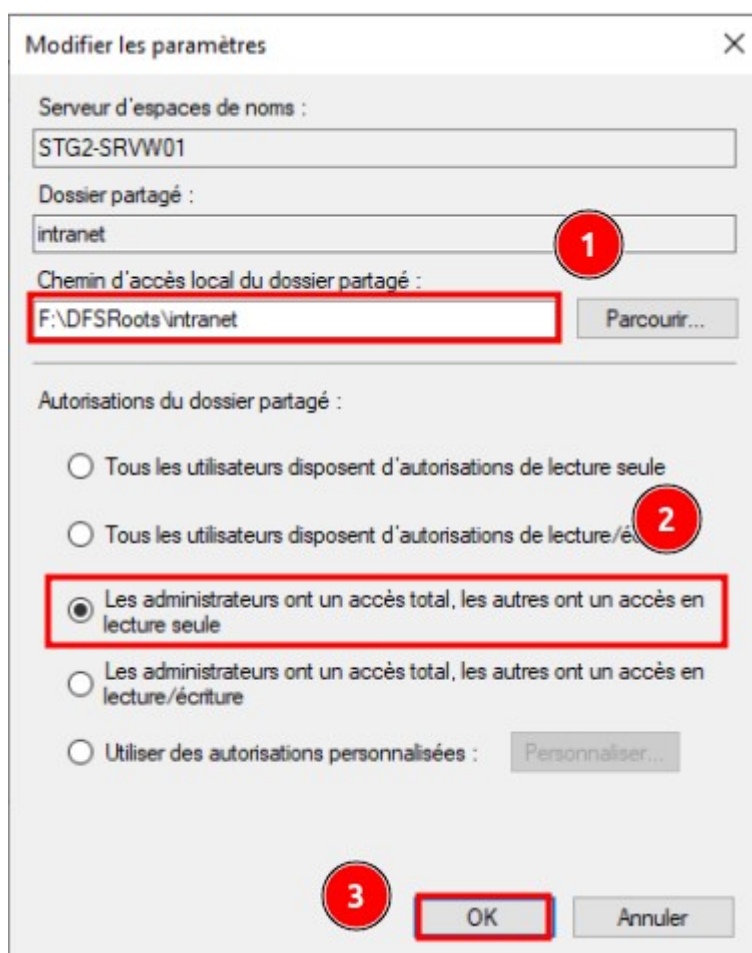 Modifier les paramètres
Serveur d'espaces de noms :
STG2-SRVW01
Dossier partagé :
intranet
1
Chemin d'accès local du dossier partagé :
F:\DFSRoots\intranet
Parcourir...
Autorisations du dossier partagé :
Tous les utilisateurs disposent d'autorisations de lecture seule
2
Tous les utilisateurs disposent d'autorisations de lecture/
Les administrateurs ont un accès total, les autres ont un accès en
lecture seule
Les administrateurs ont un accès total, les autres ont un accès en
lecture/écriture
Utiliser des autorisations personnalisées :
Personnaliser...
3
OK
Annuler